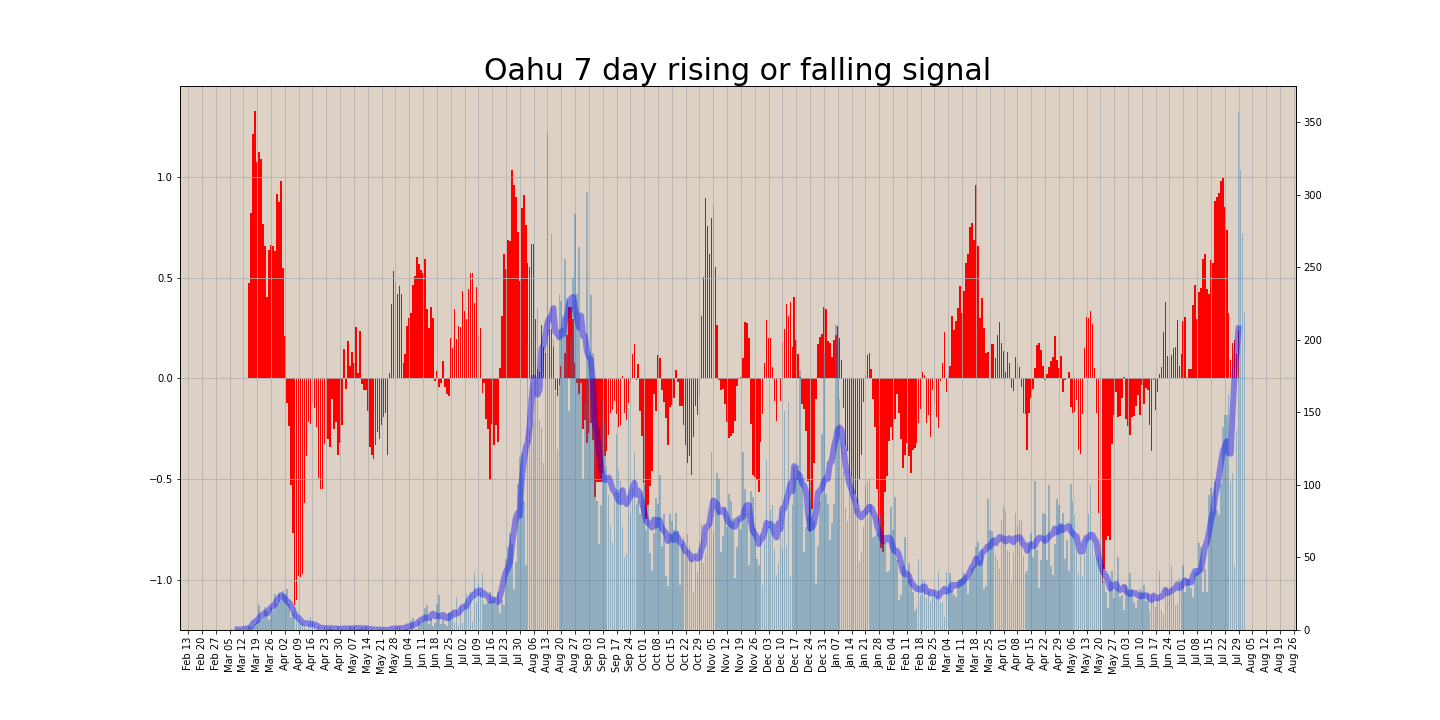 Oahu 7 day rising or falling signal
1.0
0.5
0.0
−0.5
−1.0
350
300
250
200
150
100
50
0
Feb 13
Feb 20
Feb 27
Mar 05
Mar 12
Mar 19
Mar 26
Apr 02
Apr 09
Apr 16
Apr 23
Apr 30
May 07
May 14
May 21
May 28
Jun 04
Jun 11
Jun 18
Jun 25
Jul 02
Jul 09
Jul 16
Jul 23
Jul 30
Aug 06
Aug 13
Aug 20
Aug 27
Sep 03
Sep 10
Sep 17
Sep 24
Oct 01
Oct 08
Oct 15
Oct 22
Oct 29
Nov 05
Nov 12
Nov 19
Nov 26
Dec 03
Dec 10
Dec 17
Dec 24
Dec 31
Jan 07
Jan 14
Jan 21
Jan 28
Feb 04
Feb 11
Feb 18
Feb 25
Mar 04
Mar 11
Mar 18
Mar 25
Apr 01
Apr 08
Apr 15
Apr 22
Apr 29
May 06
May 13
May 20
May 27
Jun 03
Jun 10
Jun 17
Jun 24
Jul 01
Jul 08
Jul 15
Jul 22
Jul 29
Aug 05
Aug 12
Aug 19
Aug 26